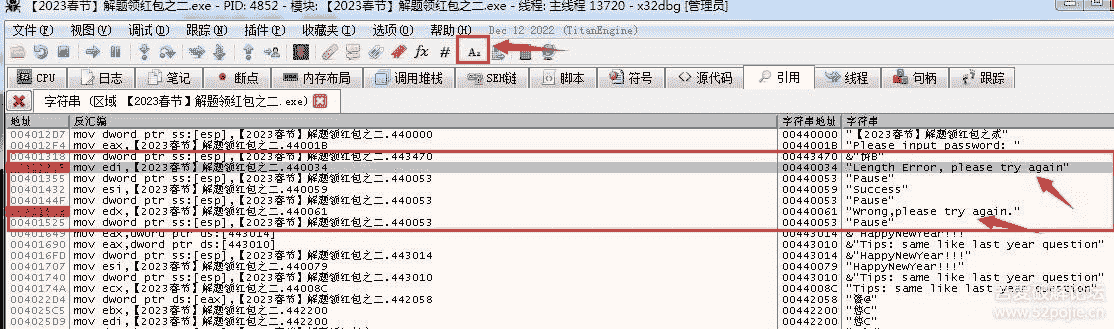 【2023春节】解题领红包之二.exe - PID: 4852 - 模块: 【2023春节】解题领红包之二.exe - 线程: 主线程 13720 - x32dbg [管理员]
文件(F) 视图(V) 调试(D) 跟踪(N) 插件(P) 收藏夹(I) 选项(O) 帮助(H) Dec 12 2022 (TitanEngine)
fx # Az
CPU 日志 笔记 断点 内存布局 调用堆栈 SEH链 脚本 符号 源代码 引用 线程 句柄 跟踪
字符串 (区域 【2023春节】解题领红包之二.exe)
地址 反汇编 字符串地址 字符串
004012D7 mov dword ptr ss:[esp],【2023春节】解题领红包之二.440000 00440000 "【2023春节】解题领红包之贰"
004012F4 mov eax,【2023春节】解题领红包之二.44001B 0044001B "Please input password: "
00401318 mov dword ptr ss:[esp],【2023春节】解题领红包之二.443470 00443470
mov edi,【2023春节】解题领红包之二.440034 00440034 "Length Error, please try again"
00401355 mov dword ptr ss:[esp],【2023春节】解题领红包之二.440053 00440053 "Pause"
00401432 mov esi,【2023春节】解题领红包之二.440059 00440059 "Success"
0040144F mov dword ptr ss:[esp],【2023春节】解题领红包之二.440053 00440053 "Pause"
mov edx,【2023春节】解题领红包之二.440061 00440061 "Wrong,please try again."
00401525 mov dword ptr ss:[esp],【2023春节】解题领红包之二.440053 00440053 "Pause"
00401649 mov eax,dword ptr ds:[443014] 00443014 &"HappyNewYear!!!"
00401690 mov eax,dword ptr ds:[443010] 00443010 &"Tips: same like last year question"
004016FD mov esi,【2023春节】解题领红包之二.443014 00443014 &"HappyNewYear!!!"
00401707 mov esi,【2023春节】解题领红包之二.440079 00440079 "HappyNewYear!!!"
00401740 mov esi,【2023春节】解题领红包之二.443010 00443010 &"Tips: same like last year question"
0040174A mov ecx,【2023春节】解题领红包之二.44008C 0044008C "Tips: same like last year question"
004022D4 mov dword ptr ds:[eax],【2023春节】解题领红包之二.442058 00442058
004025C5 mov ebx,【2023春节】解题领红包之二.442200 00442200
004025D9 mov edi,【2023春节】解题领红包之二.442200 00442200
吾爱破解论坛
www.52pojie.cn